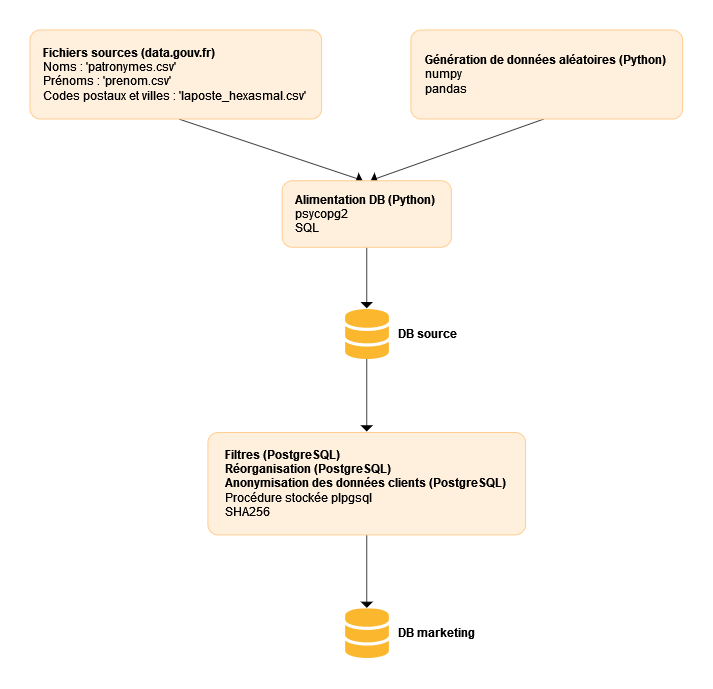 Fichiers sources (data.gouv.fr)
Noms : 'patronymes.csv'
Prénoms : 'prenom.csv'
Codes postaux et villes : 'laposte_hexasmal.csv'
Génération de données aléatoires (Python)
numpy
pandas
Alimentation DB (Python)
psycopg2
SQL
DB source
Filtres (PostgreSQL)
Réorganisation (PostgreSQL)
Anonymisation des données clients (PostgreSQL)
Procédure stockée plpgsql
SHA256
DB marketing